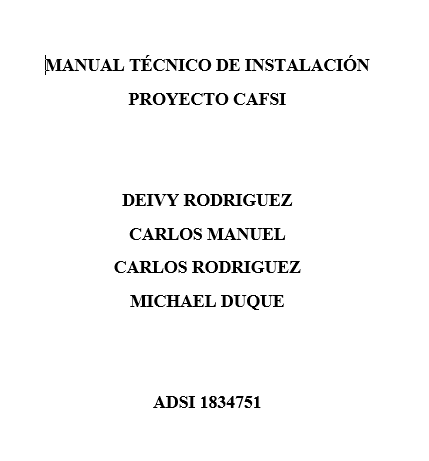 MANUAL TÉCNICO DE INSTALACIÓN
PROYECTO CAFSI
DEIVY RODRIGUEZ
CARLOS MANUEL
CARLOS RODRIGUEZ
MICHAEL DUQUE
ADSI 1834751